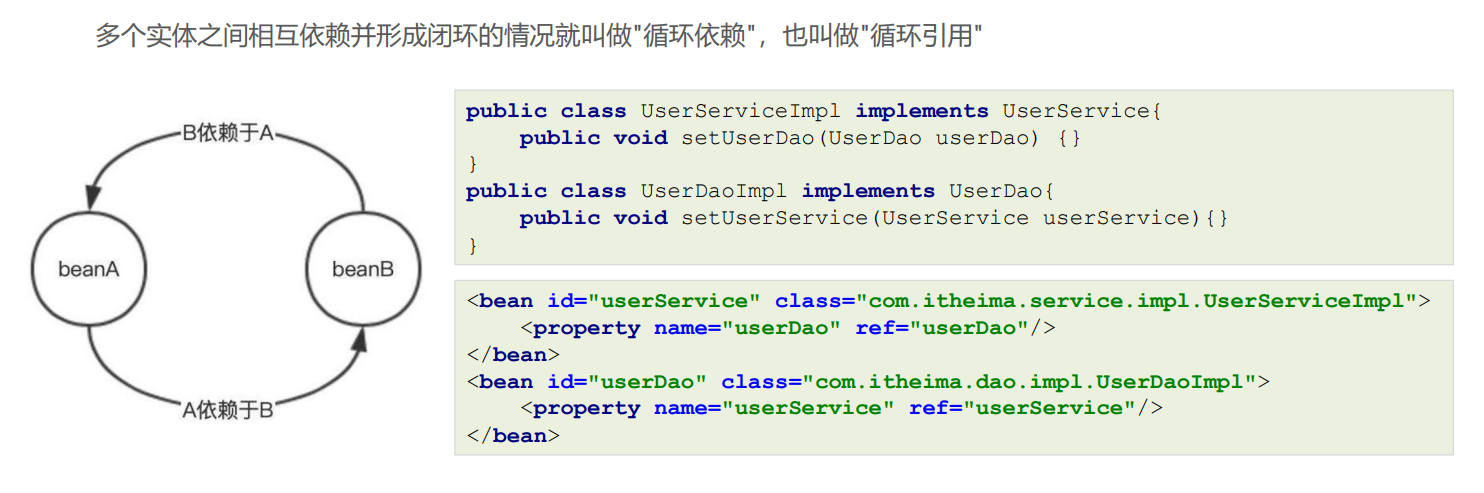 多个实体之间相互依赖并形成闭环的情况就叫做"循环依赖"，也叫做"循环引用"
B依赖于A
beanA
beanB
A依赖于B
public class UserServiceImpl implements UserService{
    public void setUserDao(UserDao userDao) {}
}
public class UserDaoImpl implements UserDao{
    public void setUserService(UserService userService){}
}
<bean id="userService" class="com.itheima.service.impl.UserServiceImpl">
    <property name="userDao" ref="userDao"/>
</bean>
<bean id="userDao" class="com.itheima.dao.impl.UserDaoImpl">
    <property name="userService" ref="userService"/>
</bean>